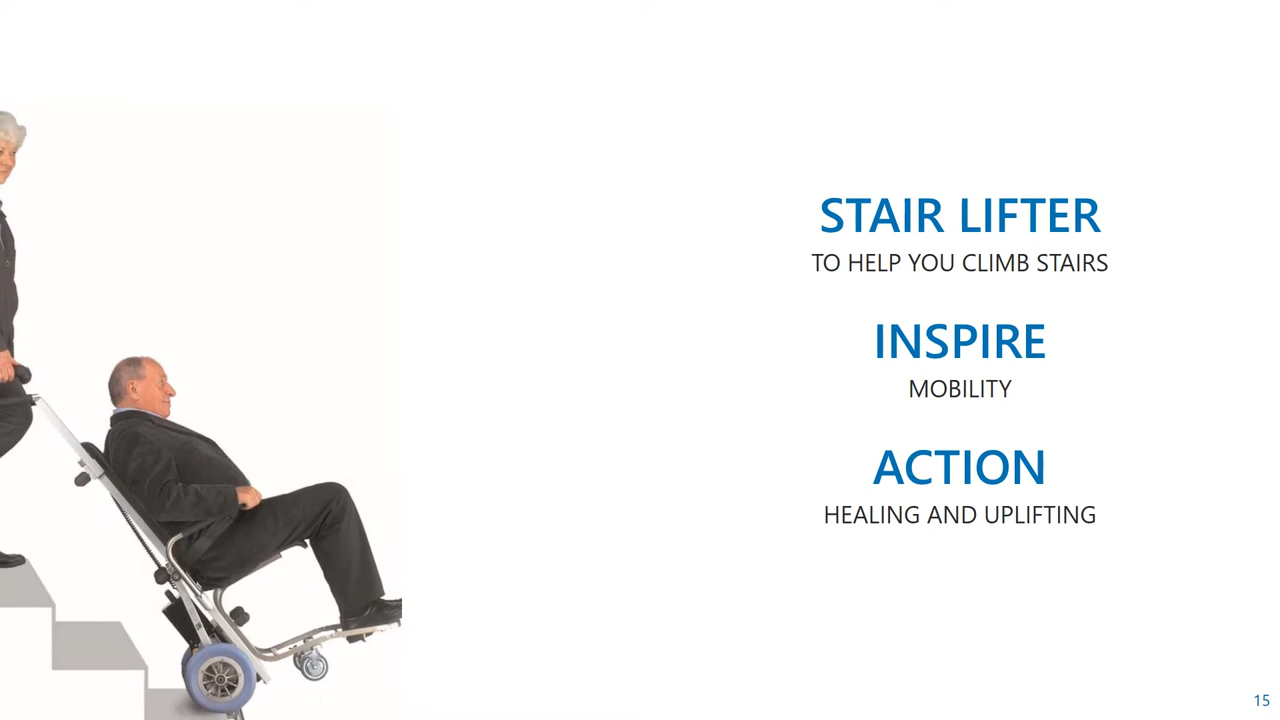 STAIR LIFTER
TO HELP YOU CLIMB STAIRS
INSPIRE
MOBILITY
ACTION
HEALING AND UPLIFTING
15